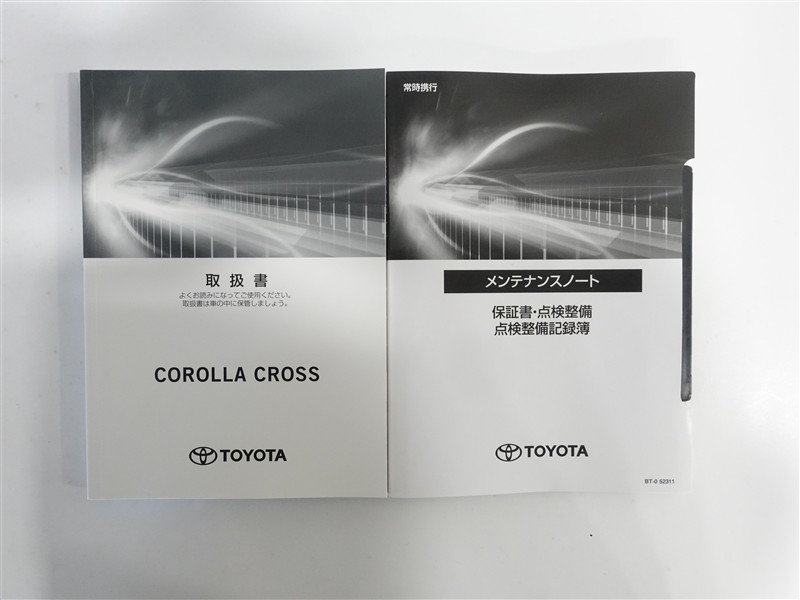 取扱書
よくお読みになってご使用ください。
取扱書は車の中に保管しましょう。
COROLLA CROSS
TOYOTA
常時携行
メンテナンスノート
保証書・点検整備
点検整備記録簿
TOYOTA
BT-0 52311